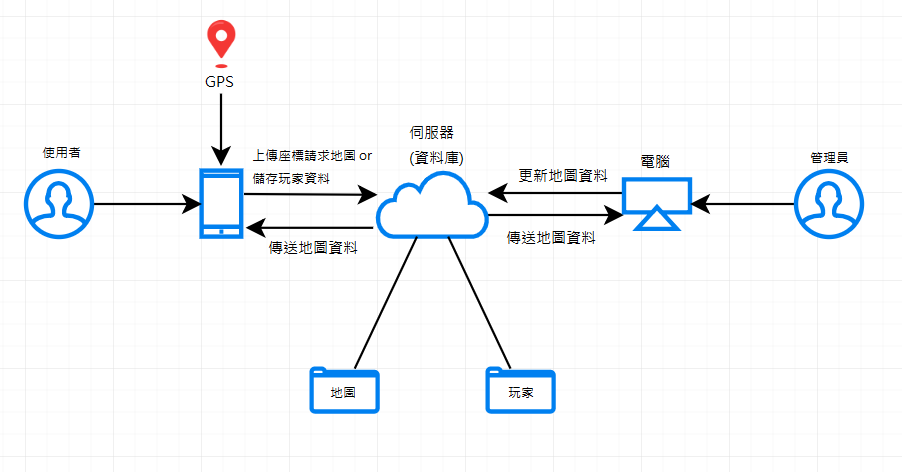 GPS
使用者
上傳座標請求地圖 or
儲存玩家資料
傳送地圖資料
伺服器
(資料庫)
更新地圖資料
傳送地圖資料
電腦
管理員
地圖
玩家